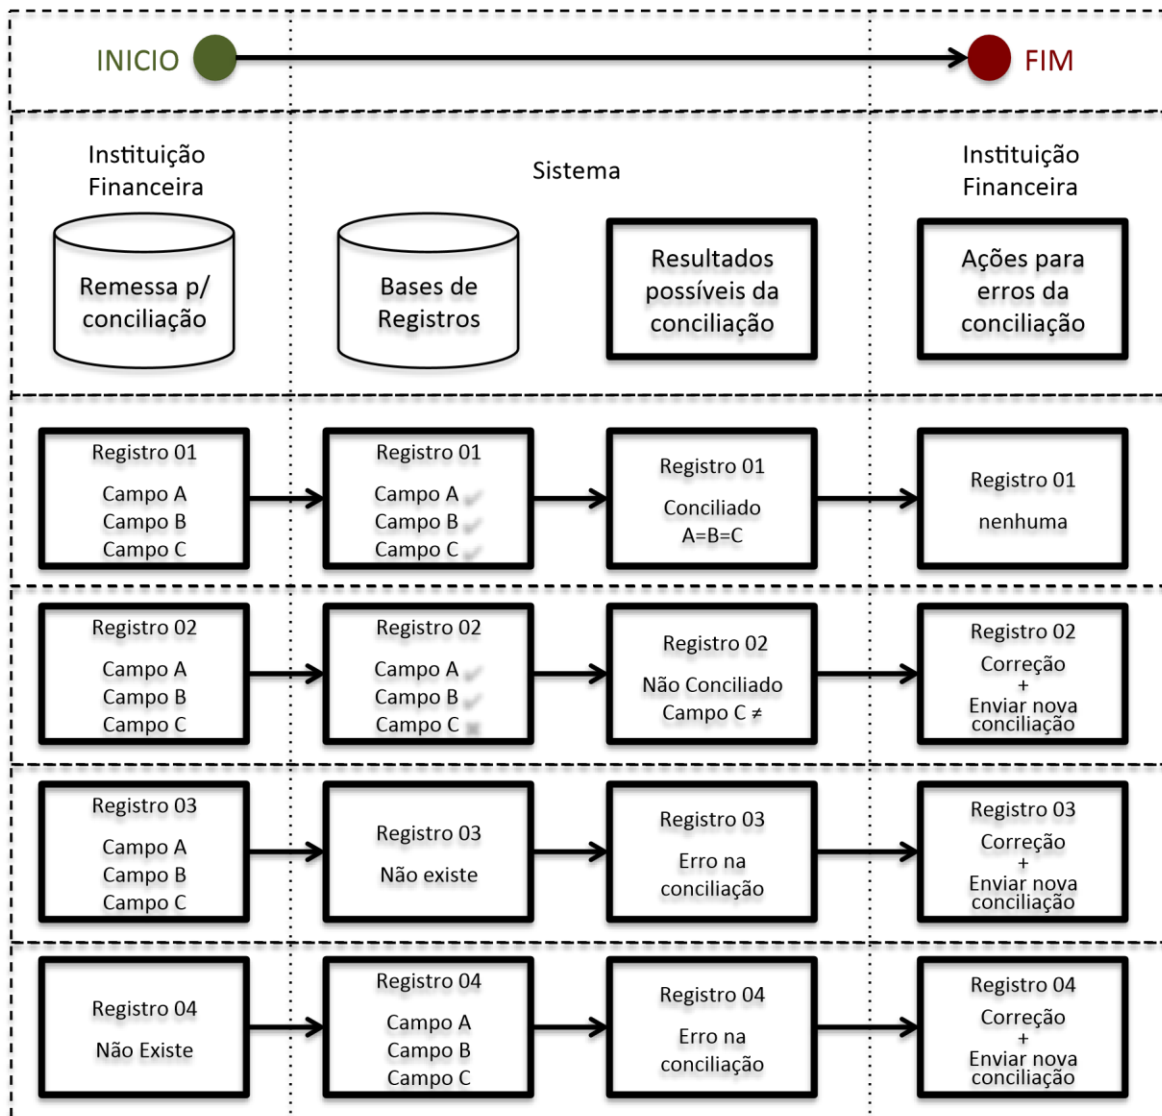 INICIO
FIM
Instituição
Financeira
Sistema
Instituição
Financeira
Remessa p/
conciliação
Bases de
Registros
Resultados
possíveis da
conciliação
Ações para
erros da
conciliação
Registro 01
Campo A
Campo B
Campo C
Registro 01
Campo A ✓
Campo B ✓
Campo C ✓
Registro 01
Conciliado
A=B=C
Registro 01
nenhuma
Registro 02
Campo A
Campo B
Campo C
Registro 02
Campo A ✓
Campo B ✓
Campo C ✖
Registro 02
Não Conciliado
Campo C ≠
Registro 02
Correção
+
Enviar nova
conciliação
Registro 03
Campo A
Campo B
Campo C
Registro 03
Não existe
Registro 03
Erro na
conciliação
Registro 03
Correção
+
Enviar nova
conciliação
Registro 04
Não Existe
Registro 04
Campo A
Campo B
Campo C
Registro 04
Erro na
conciliação
Registro 04
Correção
+
Enviar nova
conciliação